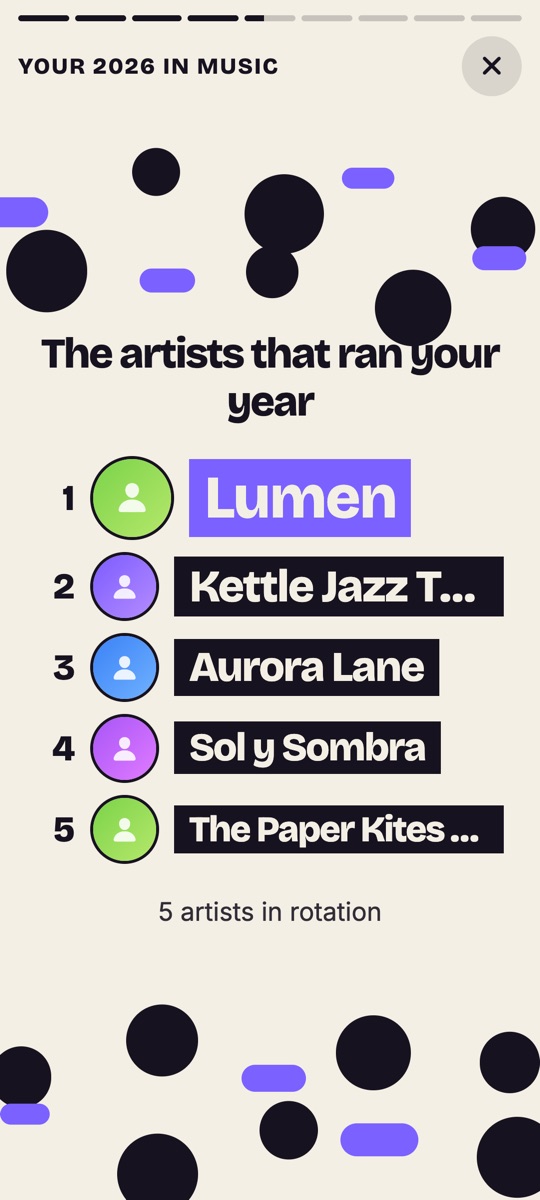 YOUR 2026 IN MUSIC
The artists that ran your
year
1 Lumen
2 Kettle Jazz T...
3 Aurora Lane
4 Sol y Sombra
5 The Paper Kites ...
5 artists in rotation